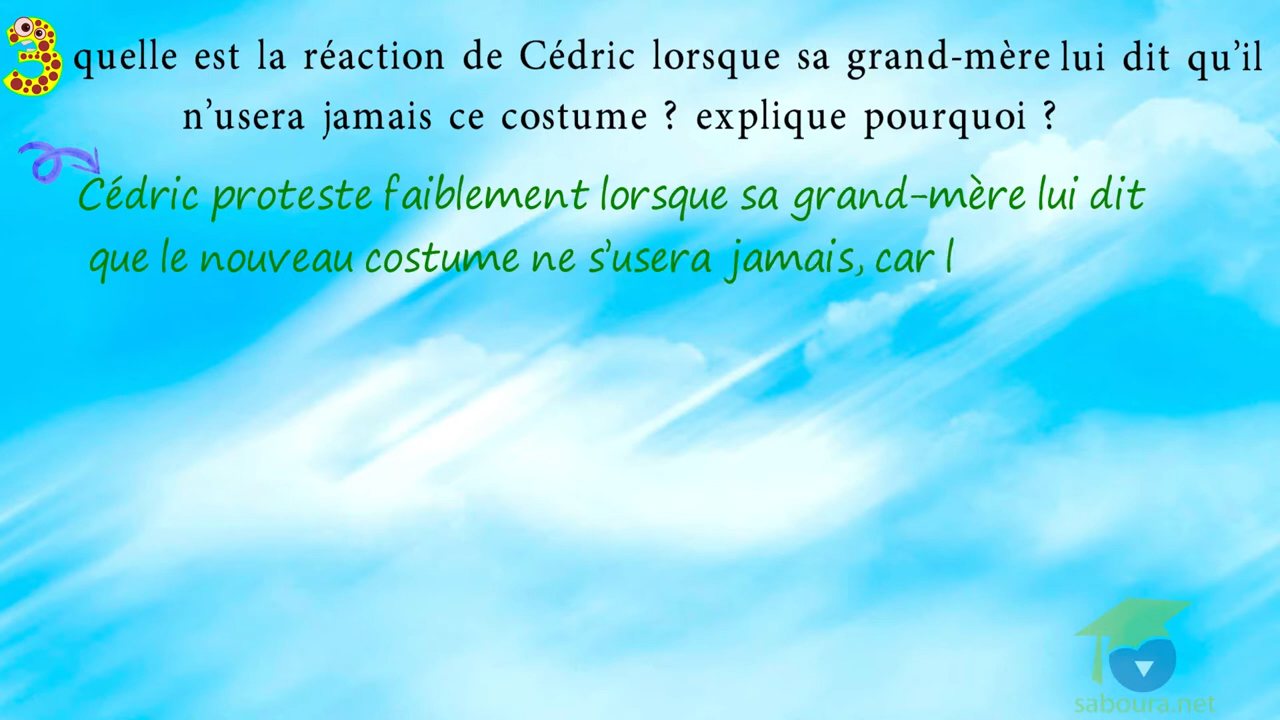 3 quelle est la réaction de Cédric lorsque sa grand-mère lui dit qu'il
n'usera jamais ce costume ? explique pourquoi ?
Cédric proteste faiblement lorsque sa grand-mère lui dit
que le nouveau costume ne s'usera jamais, car l
saboura.net